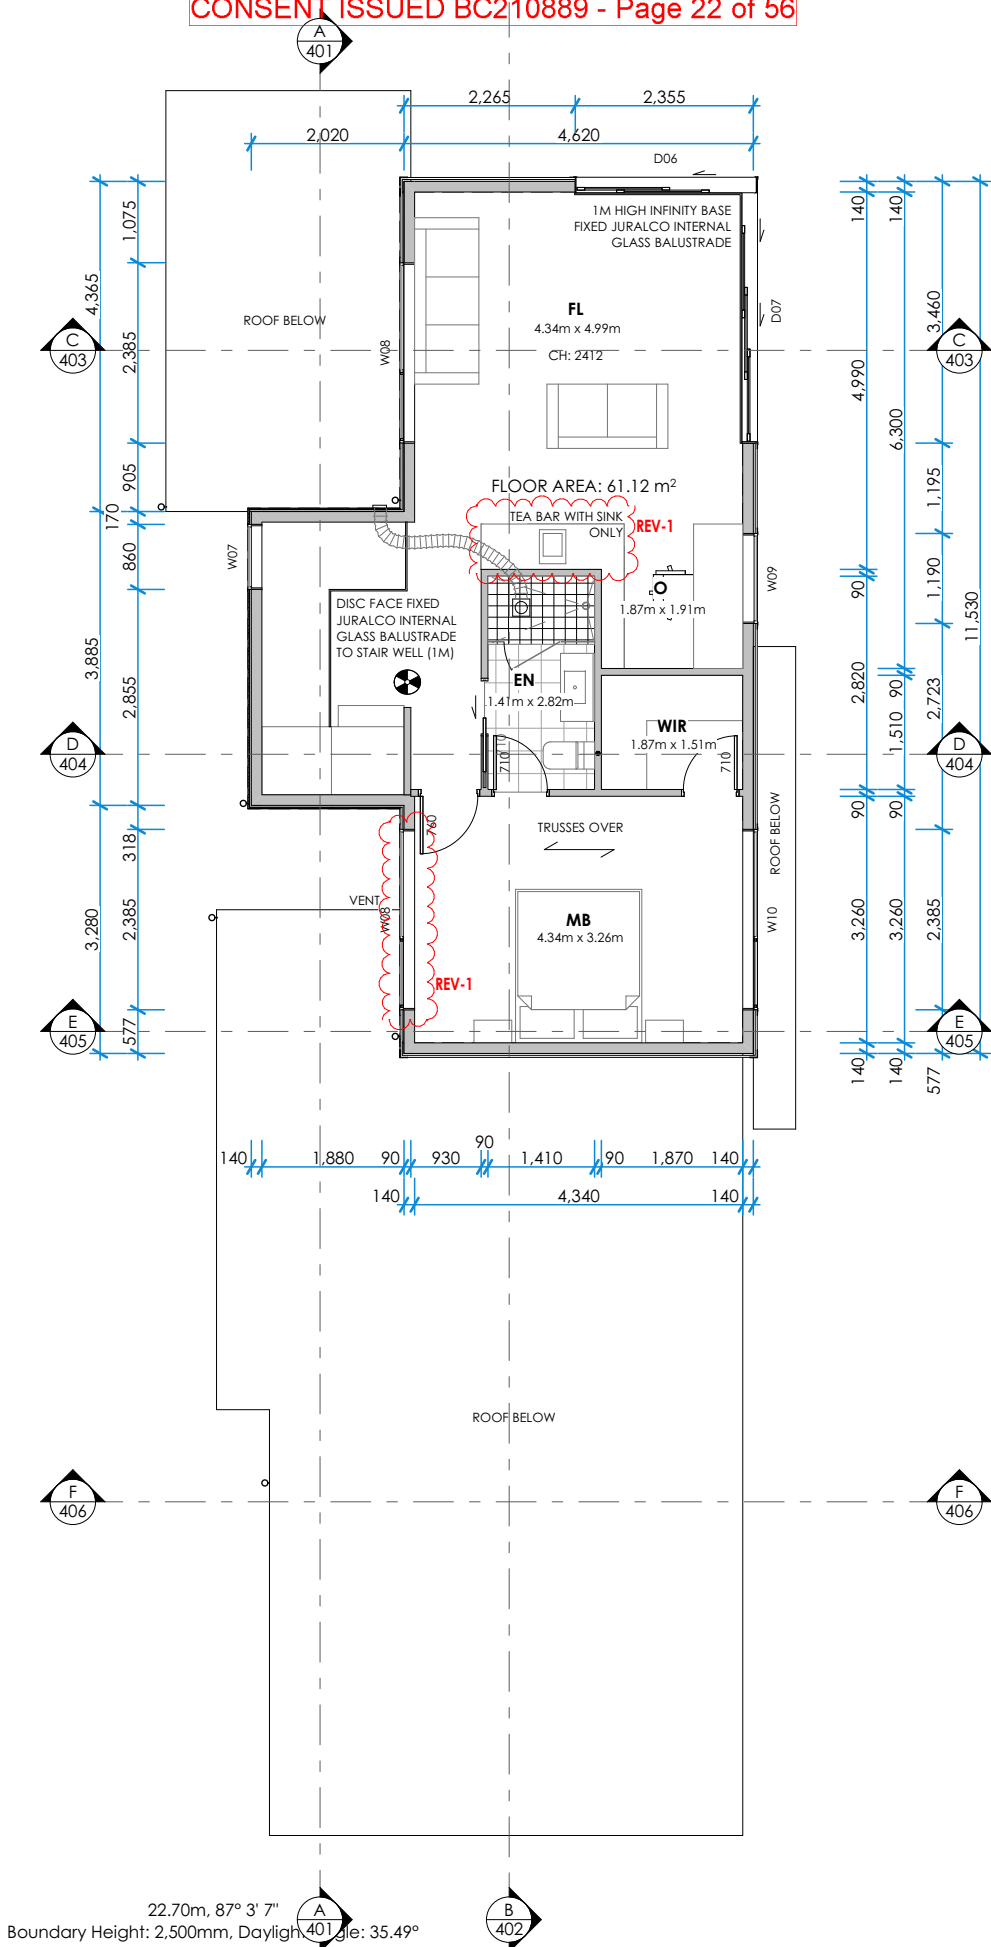 CONSENT ISSUED BC210889 - Page 22 of 56
A
401
2,265
2,355
2,020
4,620
D06
1M HIGH INFINITY BASE
FIXED JURALCO INTERNAL
GLASS BALUSTRADE
140
140
1,075
4,365
2,385
905
170
860
3,885
2,855
318
3,280
2,385
577
ROOF BELOW
W08
FL
4.34m x 4.99m
CH: 2412
D07
3,460
4,990
6,300
C
403
C
403
FLOOR AREA: 61.12 m²
TEA BAR WITH SINK
ONLY
REV-1
1,195
1,190
11,530
W07
W09
O
1.87m x 1.91m
90
DISC FACE FIXED
JURALCO INTERNAL
GLASS BALUSTRADE
TO STAIR WELL (1M)
EN
1.41m x 2.82m
WIR
1.87m x 1.51m
2,820
90
1,510
2,723
D
404
D
404
710
710
710
760
90
90
TRUSSES OVER
ROOF BELOW
VENT
W08
MB
4.34m x 3.26m
W10
3,260
3,260
2,385
REV-1
E
405
E
405
140
140
577
140
1,880
90
930
90
1,410
90
1,870
140
140
4,340
140
ROOF BELOW
F
406
F
406
22.70m, 87° 3' 7"
Boundary Height: 2,500mm, Daylight
gle: 35.49°
A
401
B
402